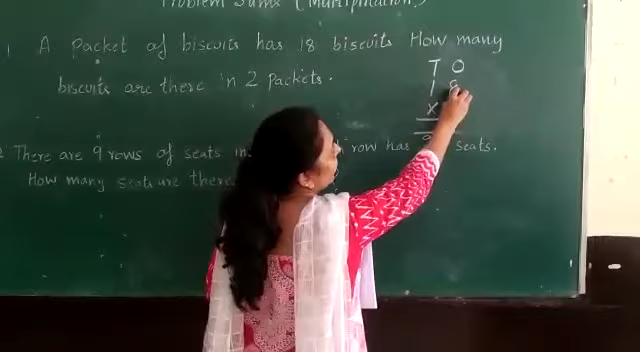 Problem Sums (Multiplication)
1 A Packet of biscuits has 18 biscuits How many
biscuits are there in 2 packets.
T O
1 8
X
2 There are 9 rows of seats in row has seats.
How many seats are there